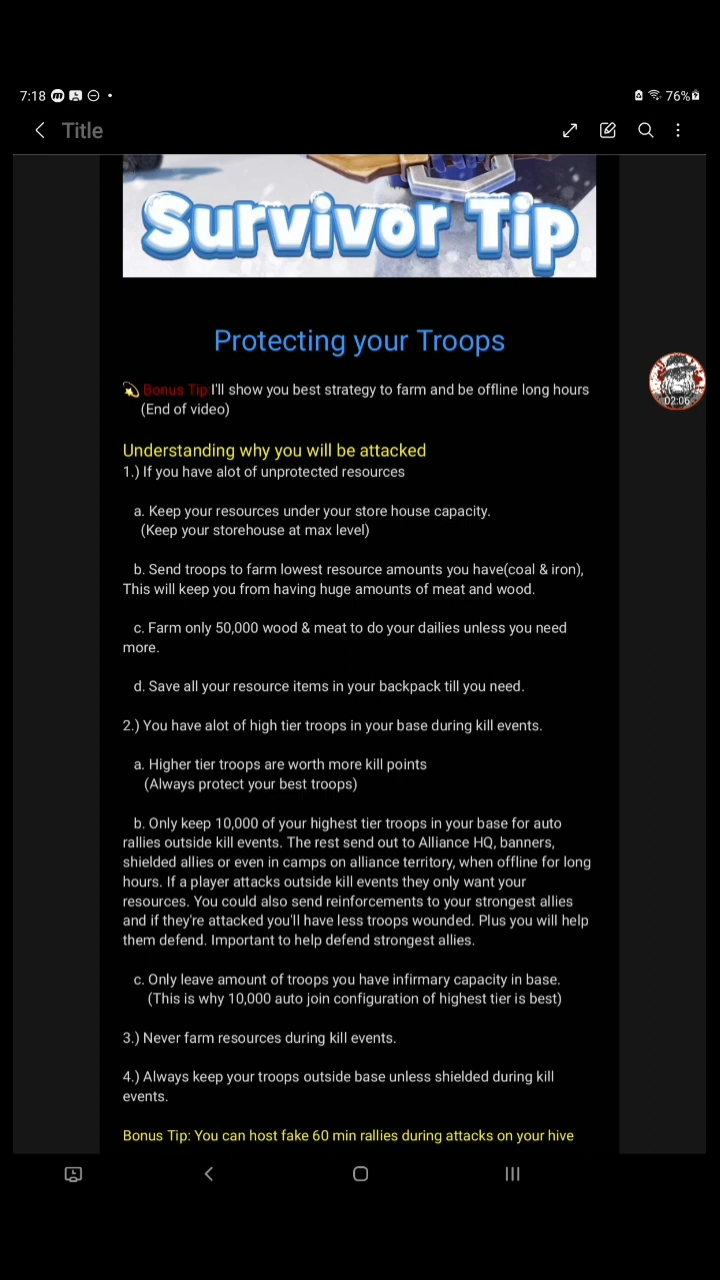 7:18
76%
Title
Survivor Tip
Protecting your Troops
Bonus Tip:I'll show you best strategy to farm and be offline long hours
(End of video)
02:06
Understanding why you will be attacked
1.) If you have alot of unprotected resources
a. Keep your resources under your store house capacity.
(Keep your storehouse at max level)
b. Send troops to farm lowest resource amounts you have(coal & iron),
This will keep you from having huge amounts of meat and wood.
c. Farm only 50,000 wood & meat to do your dailies unless you need
more.
d. Save all your resource items in your backpack till you need.
2.) You have alot of high tier troops in your base during kill events.
a. Higher tier troops are worth more kill points
(Always protect your best troops)
b. Only keep 10,000 of your highest tier troops in your base for auto
rallies outside kill events. The rest send out to Alliance HQ, banners,
shielded allies or even in camps on alliance territory, when offline for long
hours. If a player attacks outside kill events they only want your
resources. You could also send reinforcements to your strongest allies
and if they're attacked you'll have less troops wounded. Plus you will help
them defend. Important to help defend strongest allies.
c. Only leave amount of troops you have infirmary capacity in base.
(This is why 10,000 auto join configuration of highest tier is best)
3.) Never farm resources during kill events.
4.) Always keep your troops outside base unless shielded during kill
events.
Bonus Tip: You can host fake 60 min rallies during attacks on your hive